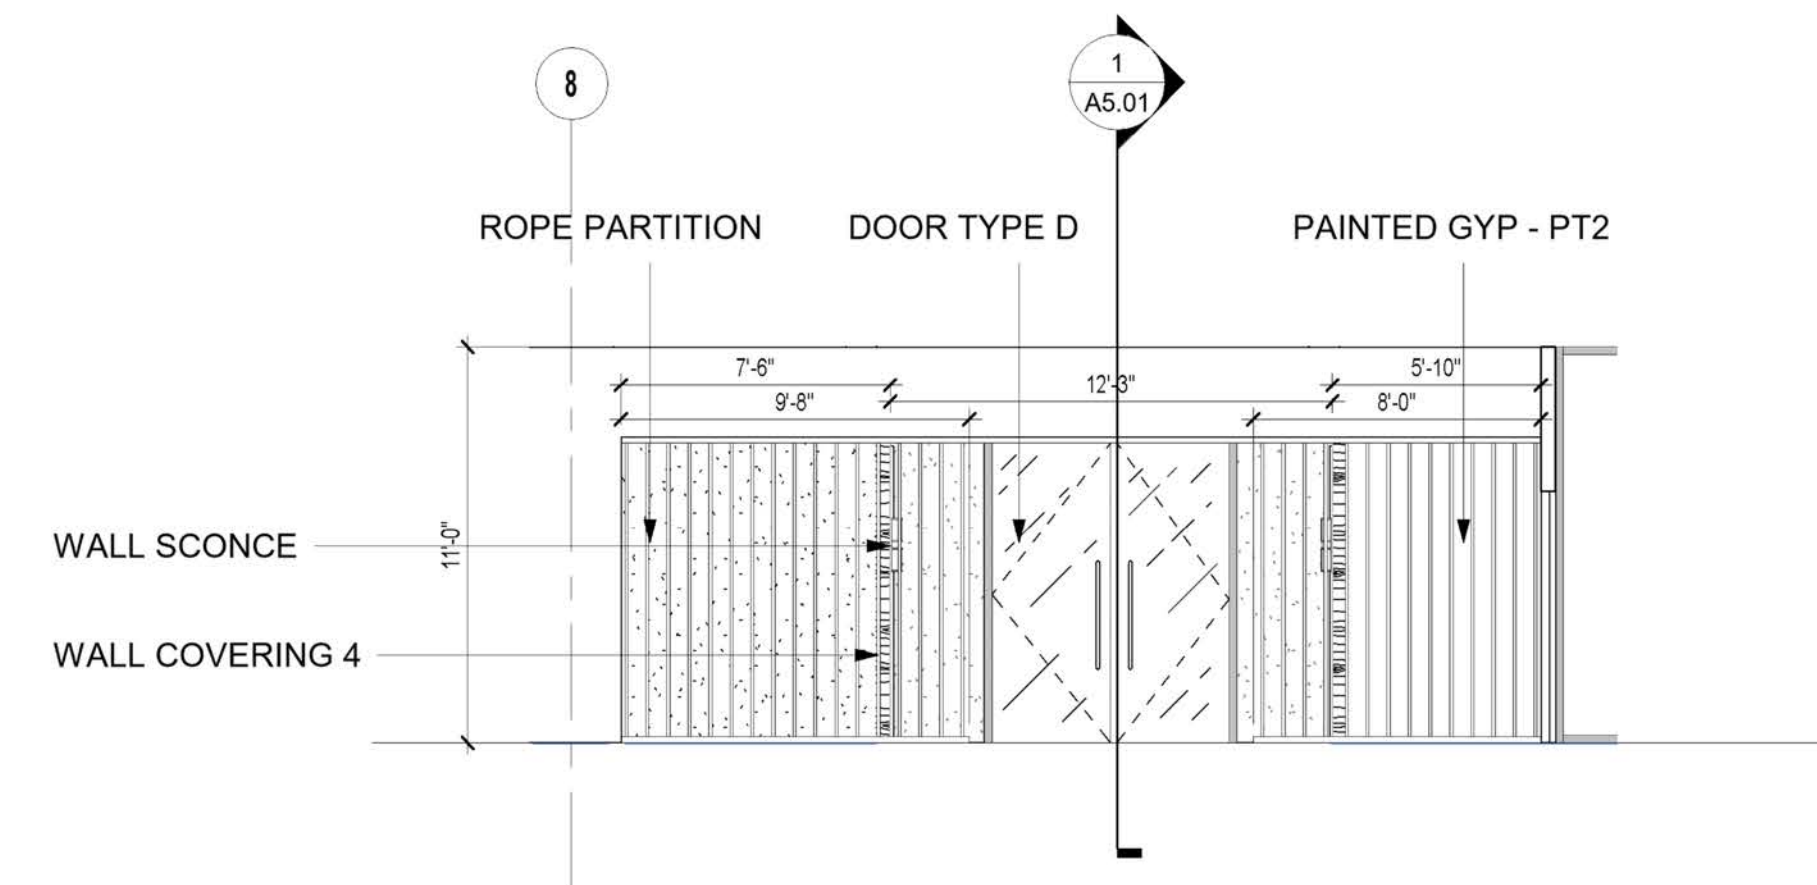 8
1
A5.01
ROPE PARTITION
DOOR TYPE D
PAINTED GYP - PT2
7'-6"
12'-3"
5'-10"
9'-8"
8'-0"
11'-0"
WALL SCONCE
WALL COVERING 4